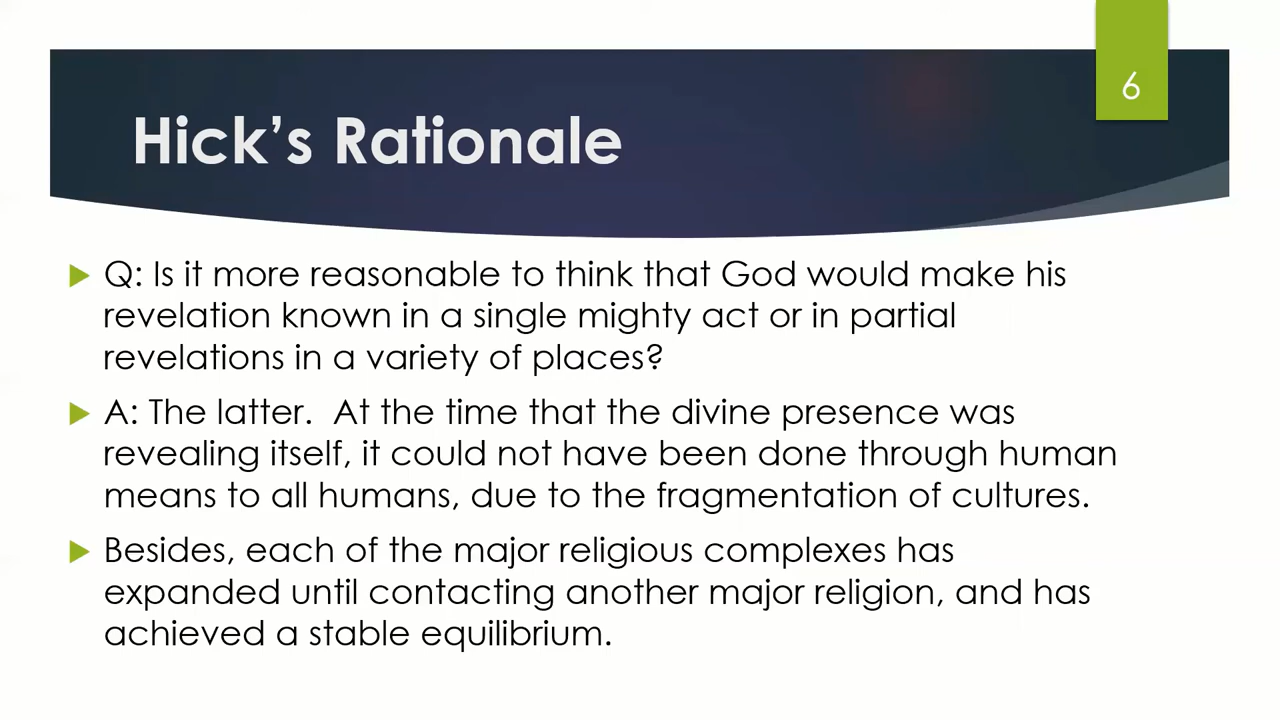 6
Hick's Rationale
Q: Is it more reasonable to think that God would make his
revelation known in a single mighty act or in partial
revelations in a variety of places?
A: The latter.  At the time that the divine presence was
revealing itself, it could not have been done through human
means to all humans, due to the fragmentation of cultures.
Besides, each of the major religious complexes has
expanded until contacting another major religion, and has
achieved a stable equilibrium.